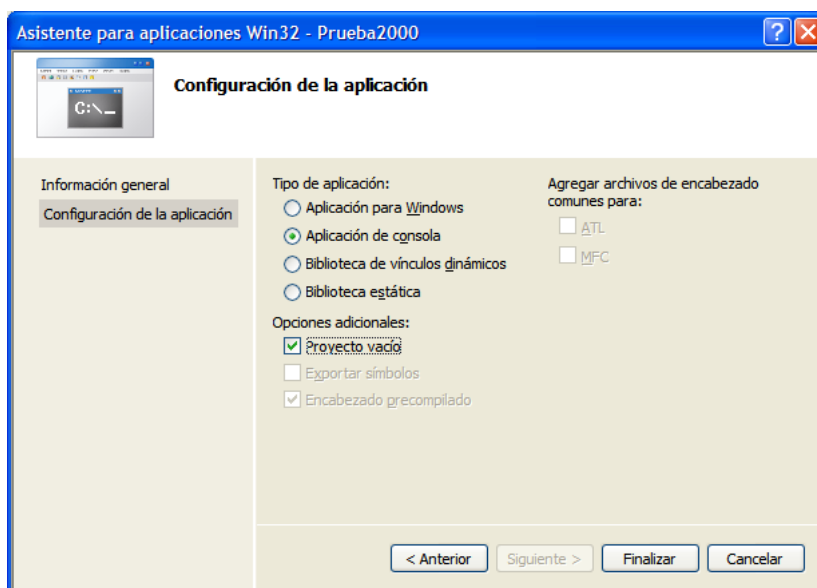 Asistente para aplicaciones Win32 - Prueba2000
Configuración de la aplicación
C:\_
Información general
Configuración de la aplicación
Tipo de aplicación:
Aplicación para Windows
Aplicación de consola
Biblioteca de vínculos dinámicos
Biblioteca estática
Opciones adicionales:
Proyecto vacío
Exportar símbolos
Encabezado precompilado
Agregar archivos de encabezado
comunes para:
ATL
MFC
< Anterior
Siguiente >
Finalizar
Cancelar